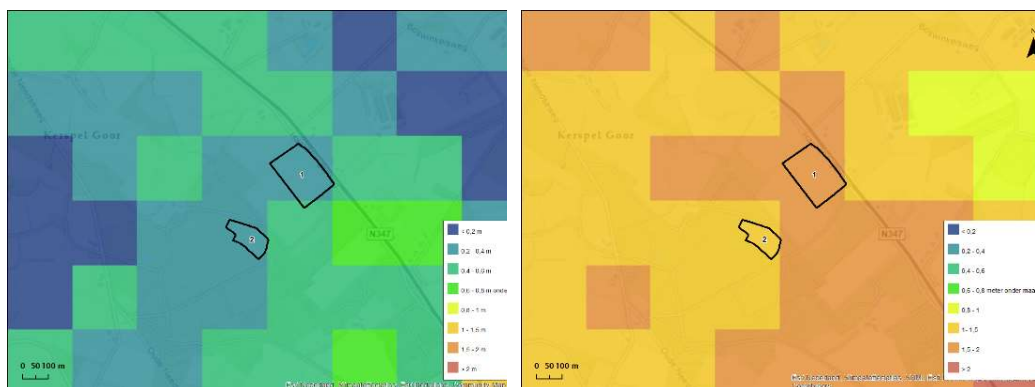 Kerspel Goor
1
2
N347
< 0,2 m
0,2 - 0,4 m
0,4 - 0,6 m
0,6 - 0,8 m onde
0,8 - 1 m
1 - 1,5 m
1,5 - 2 m
> 2 m
0 50 100 m
Kerspel Goor
1
2
N347
N
< 0,2
0,2 - 0,4
0,4 - 0,6
0,6 - 0,8 meter onder maa
0,8 - 1
1 - 1,5
1,5 - 2
> 2
0 50 100 m